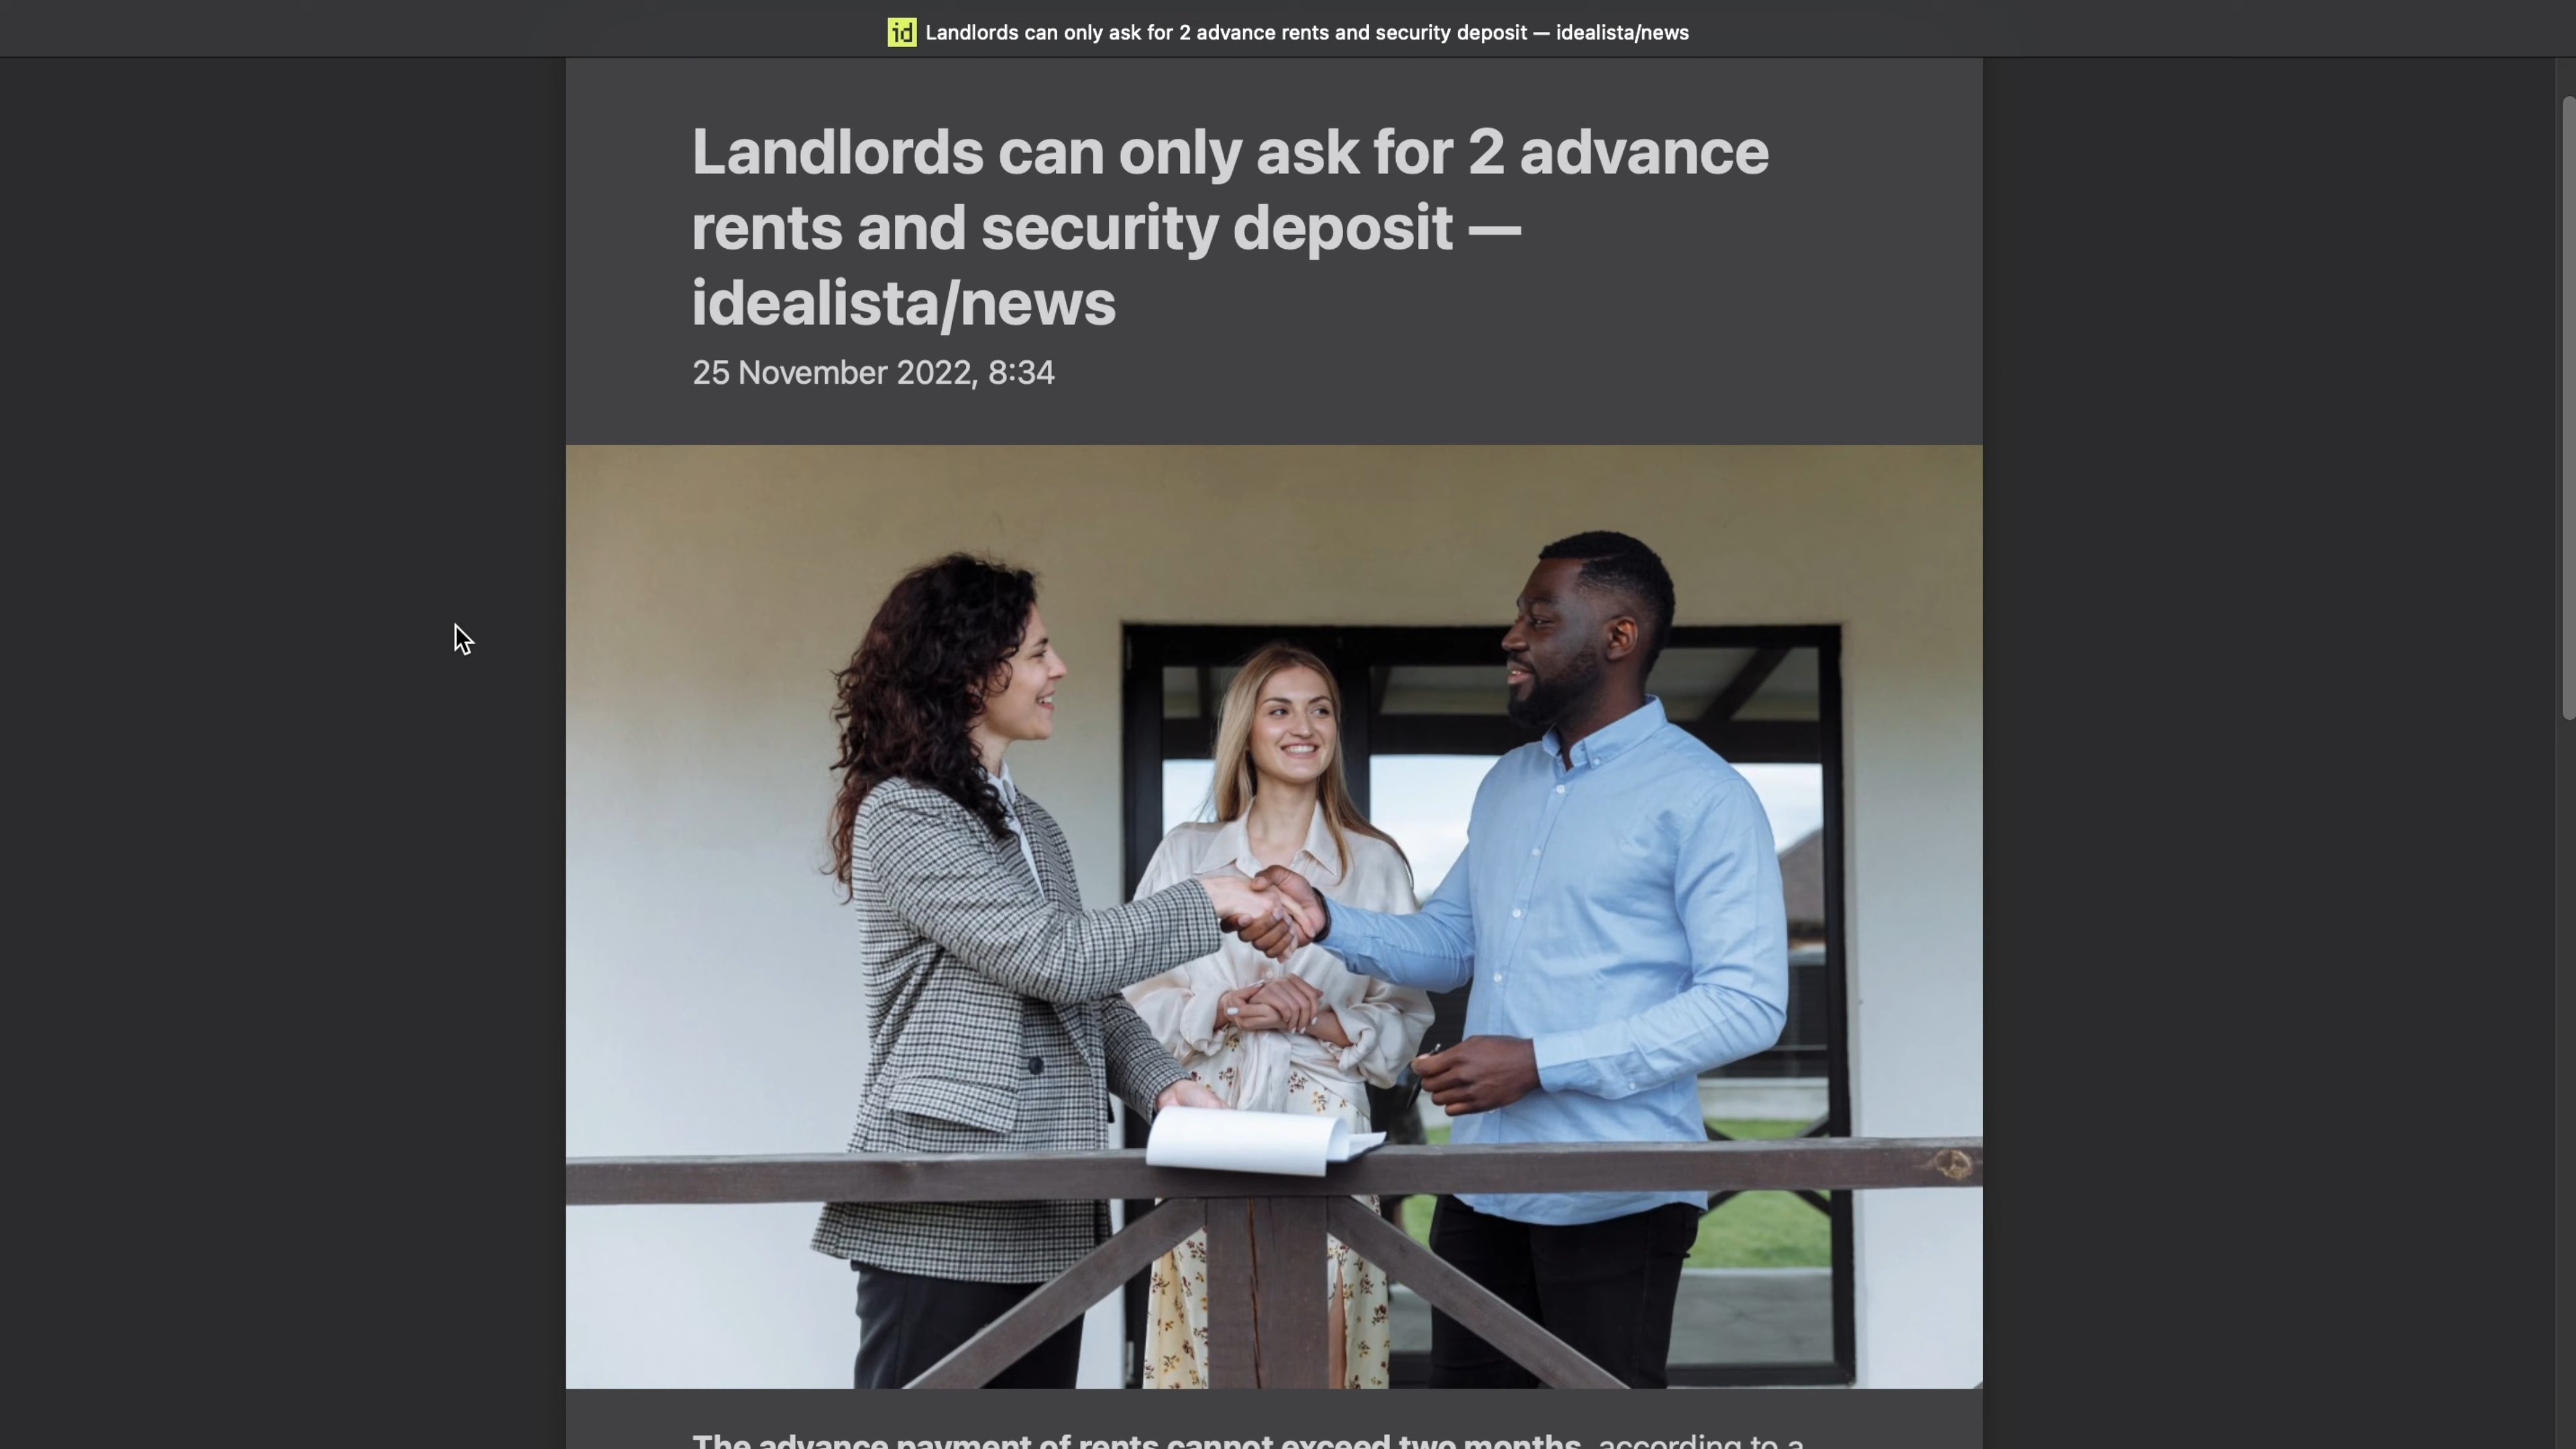 id Landlords can only ask for 2 advance rents and security deposit — idealista/news
Landlords can only ask for 2 advance
rents and security deposit —
idealista/news
25 November 2022, 8:34
The advance payment of rents cannot exceed two months, according to a